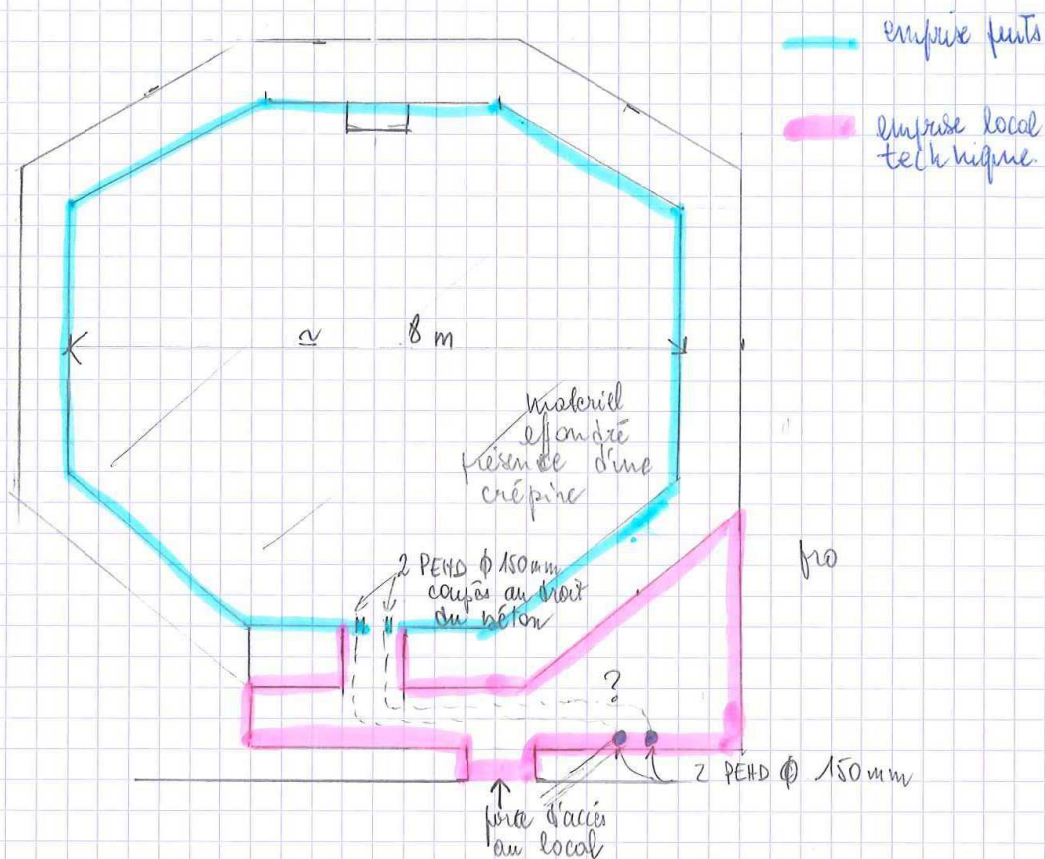 emprise puits
emprise local
technique.
≃ 8 m
materiel
effondré
présence d'une
crépine
2 PEHD ϕ 150mm
coupés au droit
du béton
?
2 PEHD ϕ 150mm
porte d'accès
au local